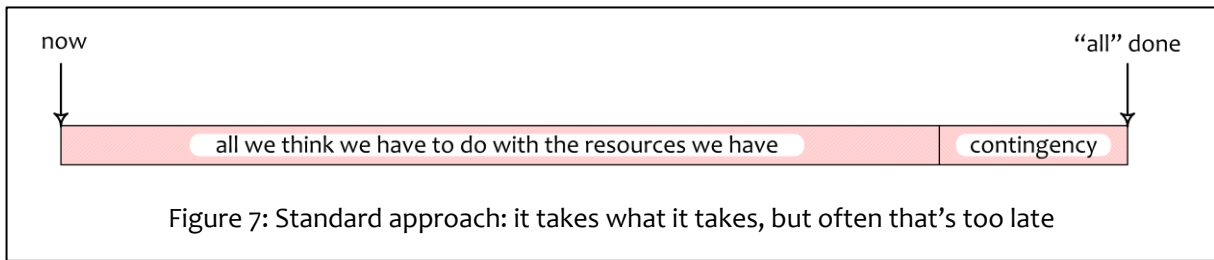 now
“all” done
all we think we have to do with the resources we have
contingency
Figure 7: Standard approach: it takes what it takes, but often that’s too late